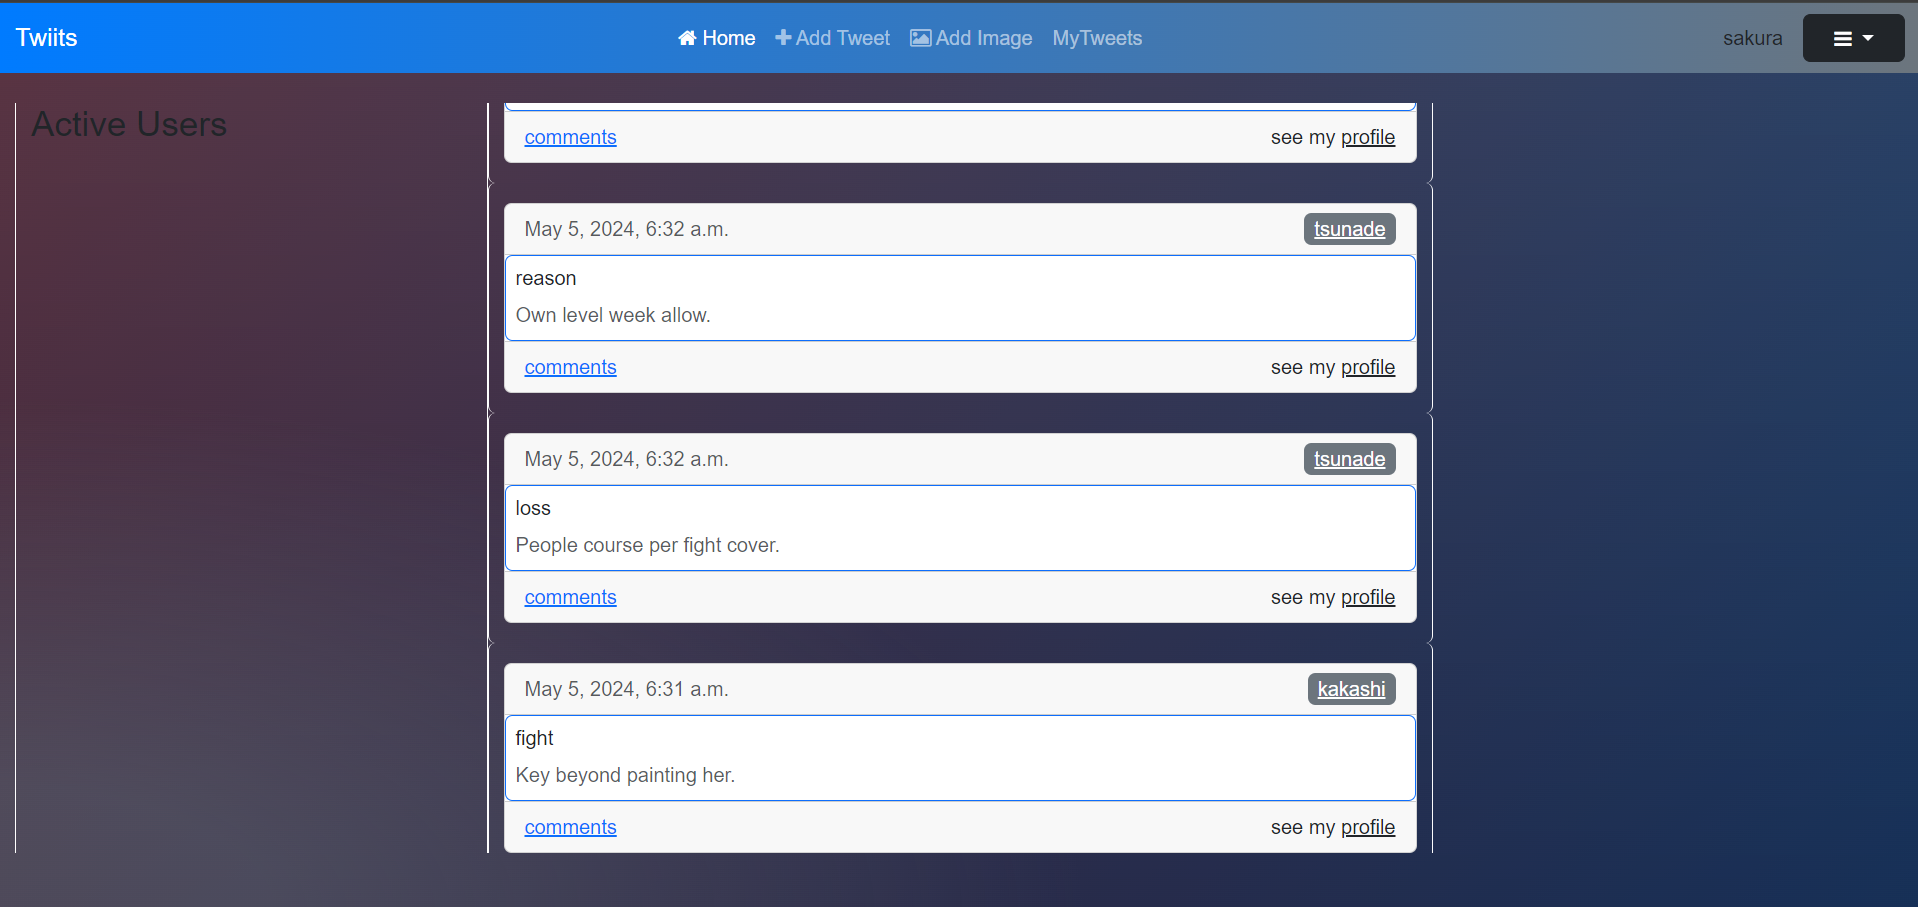 Twiits
Home Add Tweet Add Image MyTweets
sakura
Active Users
comments see my profile
May 5, 2024, 6:32 a.m. tsunade
reason
Own level week allow.
comments see my profile
May 5, 2024, 6:32 a.m. tsunade
loss
People course per fight cover.
comments see my profile
May 5, 2024, 6:31 a.m. kakashi
fight
Key beyond painting her.
comments see my profile